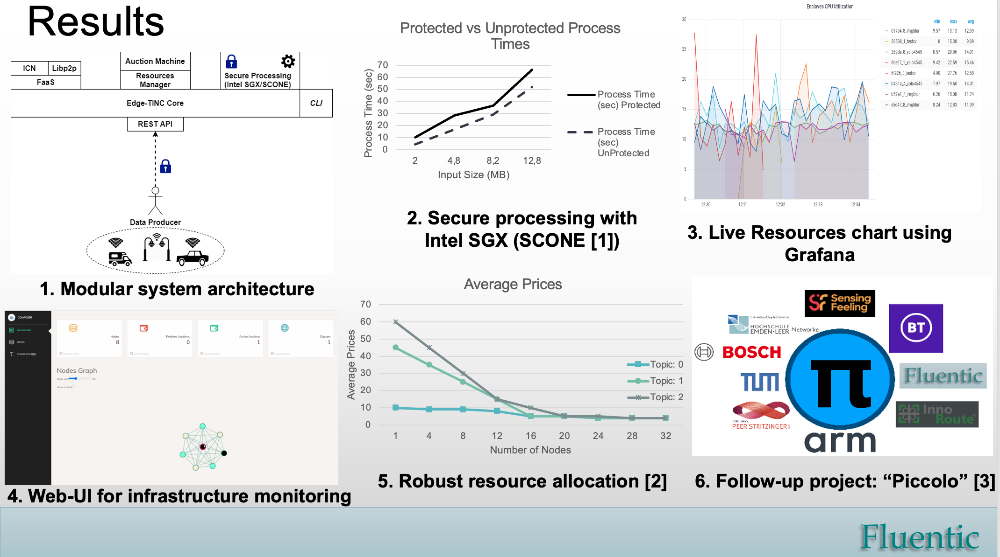 Results
ICN
Libp2p
FaaS
Auction Machine
Resources
Manager
Secure Processing
(Intel SGX/SCONE)
Edge-TINC Core
CLI
REST API
Data Producer
1. Modular system architecture
Protected vs Unprotected Process
Times
Process Time (sec)
70
60
50
40
30
20
10
0
2
4,8
8,2
12,8
Input Size (MB)
Process Time
(sec) Protected
Process Time
(sec)
UnProtected
2. Secure processing with
Intel SGX (SCONE [1])
Enclaves CPU Utilization
30
25
20
15
10
5
0
12:30
12:31
12:32
12:33
12:34
min max avg
017e4_8_imgblur 9.57 13.13 12.09
26538_1_testcv 0 15.38 9.09
269de_8_yolo4545 8.57 20.96 14.01
6be27_1_yolo4545 9.42 22.59 15.46
6f226_8_testcv 4.90 27.76 12.50
b431a_4_yolo4545 7.97 19.60 14.01
b57a1_4_imgblur 6.26 15.08 11.74
e5d47_8_imgblur 8.24 12.83 11.09
3. Live Resources chart using
Grafana
COMPOSER
DASHBOARD
NODES
COMMANDS BETA
Nodes
8
General View
Finished Auctions
0
General View
Active Auctions
1
General View
Clusters
1
General View
Nodes Graph
Node size 30
Show Labels
4. Web-UI for infrastructure monitoring
Average Prices
Average Prices
70
60
50
40
30
20
10
0
1
4
8
12
16
20
24
28
32
Number of Nodes
Topic: 0
Topic: 1
Topic: 2
5. Robust resource allocation [2]
Sensing
Feeling
University of Applied Sciences
HOCHSCHULE
EMDEN·LEER
Networke
BT
BOSCH
TUM
Fluentic
DIPL. PHYS.
PEER STRITZINGER
Inno
Route
π
arm
6. Follow-up project: “Piccolo” [3]
Fluentic